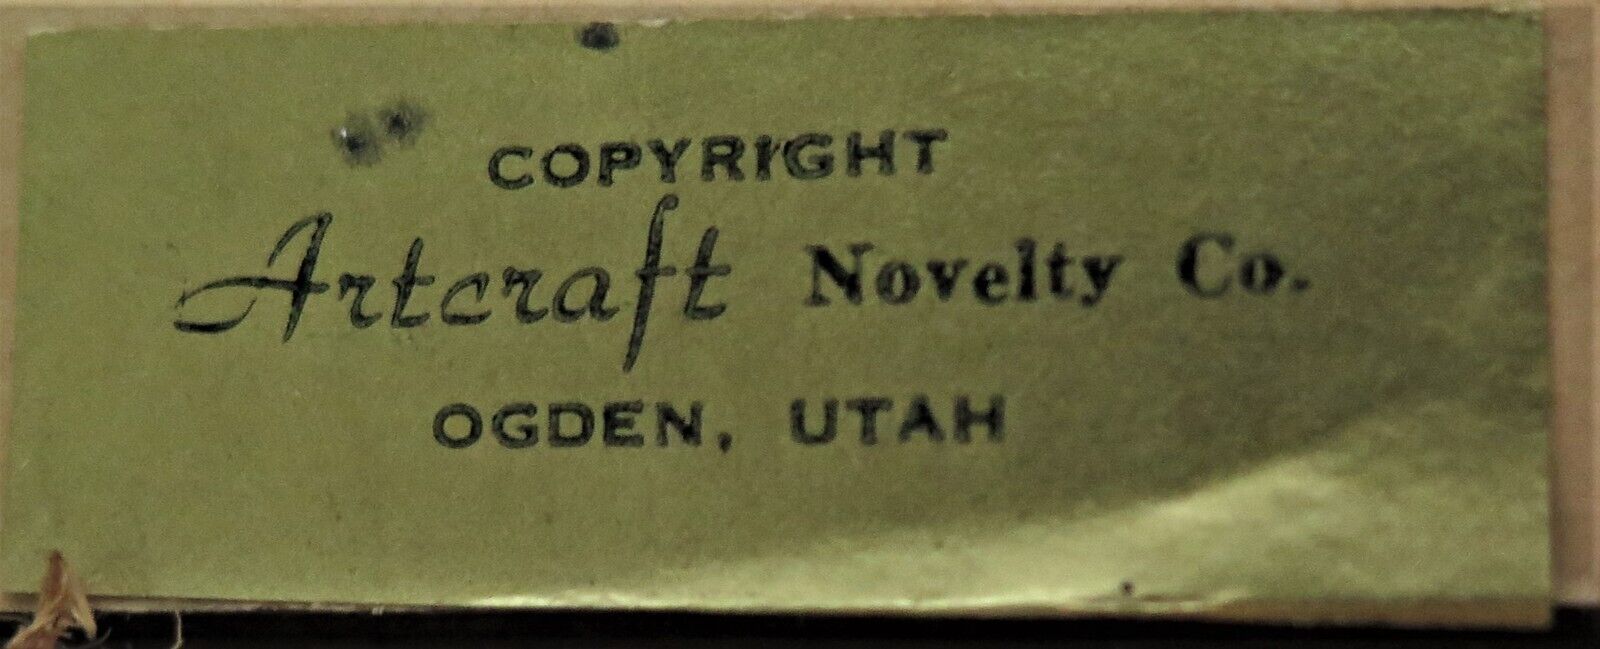 COPYRIGHT
Artcraft Novelty Co.
OGDEN, UTAH